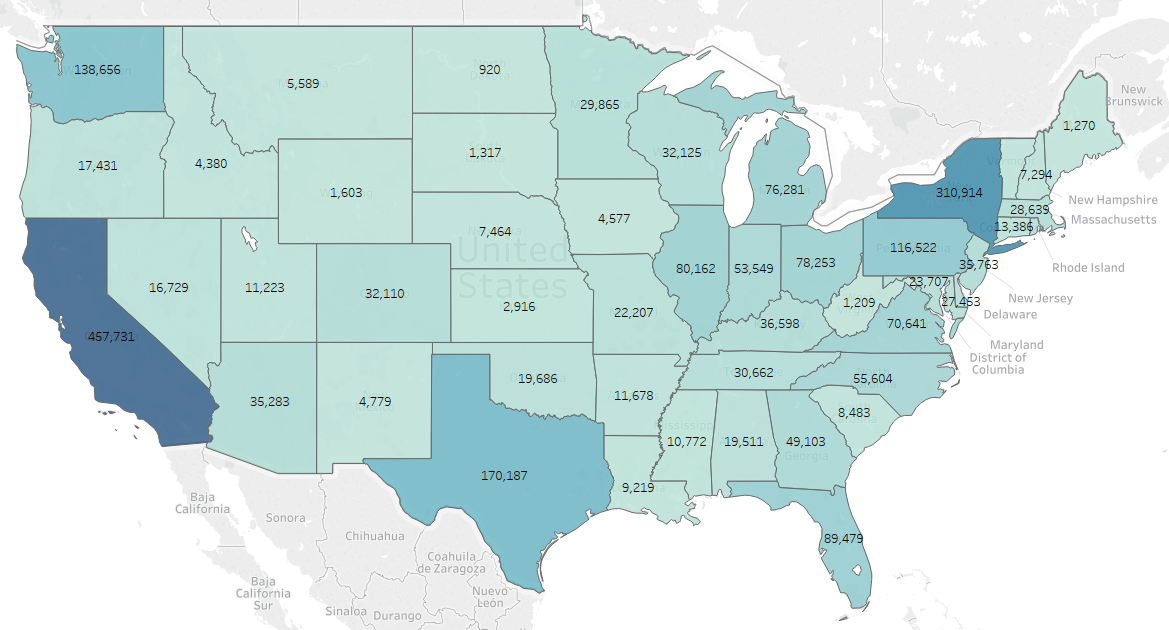 New
Brunswick
138,656
5,589
920
29,865
1,270
17,431
4,380
1,317
32,125
76,281
7,294
1,603
310,914
New Hampshire
28,639
Massachusetts
4,577
7,464
13,386
United
States
116,522
80,162
53,549
78,253
35,763
Rhode Island
16,729
11,223
32,110
23,707
2,916
1,209
27,453
New Jersey
Delaware
22,207
36,598
70,641
457,731
Maryland
District of
Columbia
30,662
55,604
19,686
35,283
4,779
11,678
8,483
10,772
19,511
49,103
Georgia
170,187
9,219
Baja
California
Sonora
Chihuahua
89,479
Coahuila
de Zaragoza
Baja
California
Sur
Nuevo
León
Sinaloa
Durango